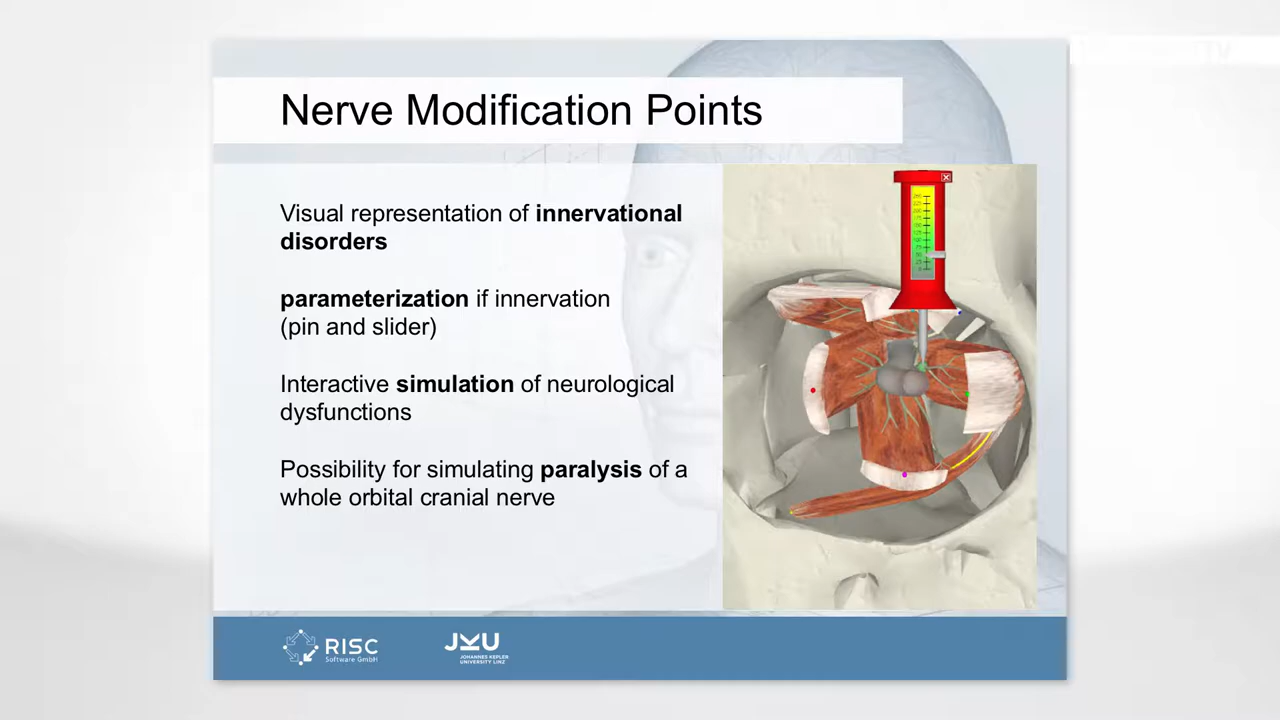 Nerve Modification Points
Visual representation of innervational
disorders
parameterization if innervation
(pin and slider)
Interactive simulation of neurological
dysfunctions
Possibility for simulating paralysis of a
whole orbital cranial nerve
RISC
Software GmbH
JKU
JOHANNES KEPLER
UNIVERSITY LINZ